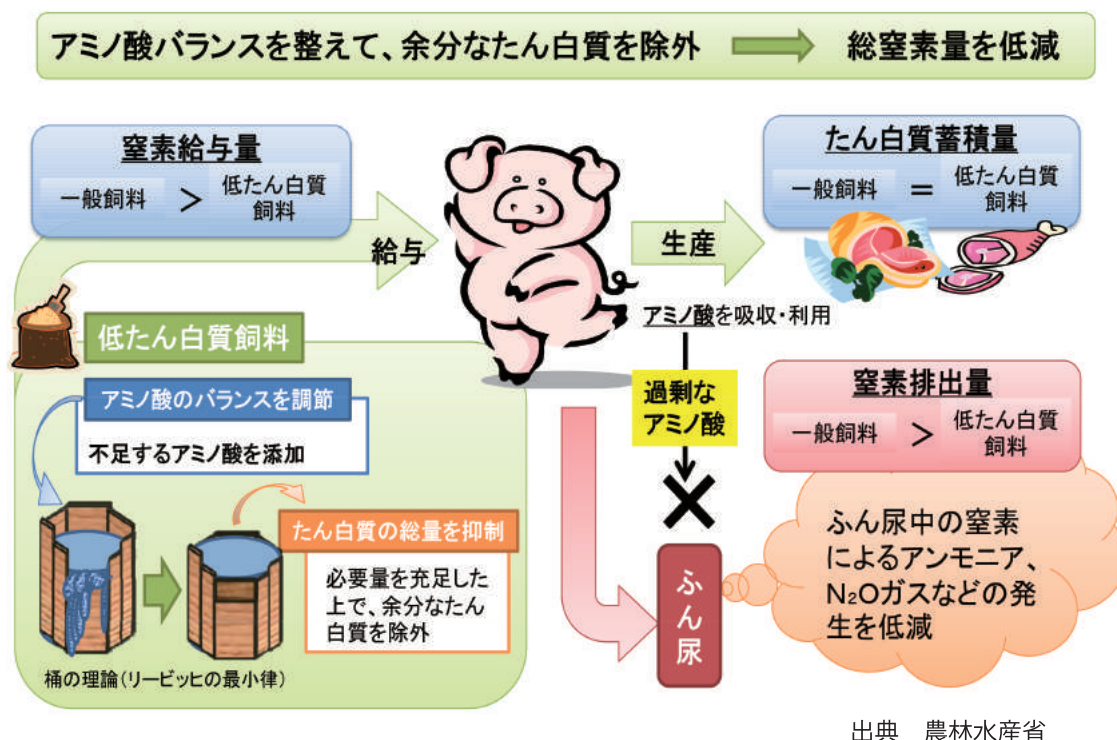 アミノ酸バランスを整えて、余分なたん白質を除外 総窒素量を低減
窒素給与量
一般飼料 > 低たん白質
飼料
給与
生産
たん白質蓄積量
一般飼料 = 低たん白質
飼料
アミノ酸を吸収・利用
過剰な
アミノ酸
低たん白質飼料
アミノ酸のバランスを調節
不足するアミノ酸を添加
たん白質の総量を抑制
必要量を充足した
上で、余分なたん
白質を除外
桶の理論(リービッヒの最小律)
ふん尿
窒素排出量
一般飼料 > 低たん白質
飼料
ふん尿中の窒素
によるアンモニア、
N₂Oガスなどの発
生を低減
出典 農林水産省